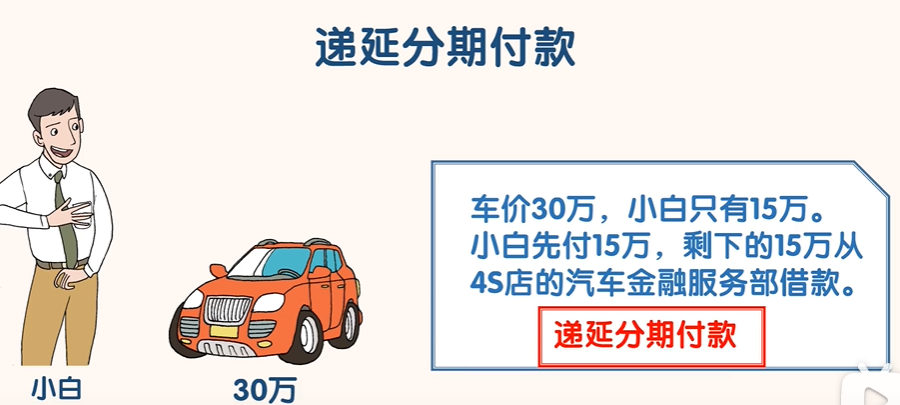 递延分期付款
车价30万，小白只有15万。
小白先付15万，剩下的15万从
4S店的汽车金融服务部借款。
递延分期付款
小白
30万